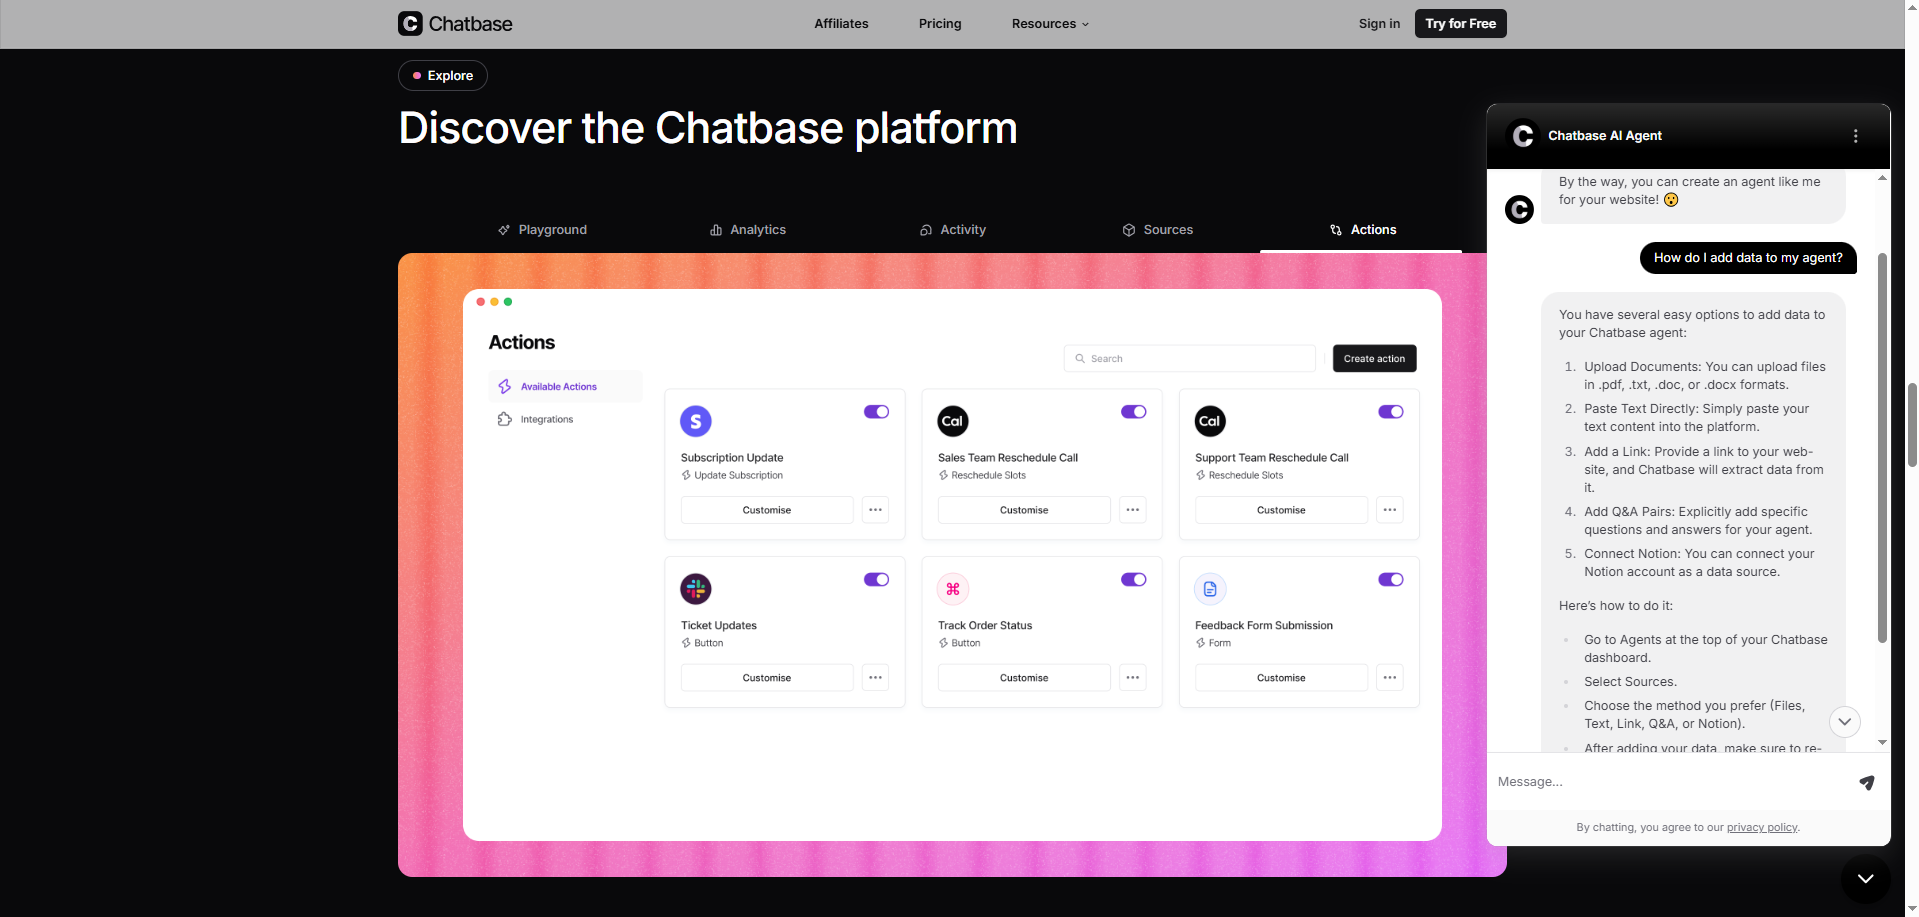 Chatbase
Affiliates
Pricing
Resources
Sign in
Try for Free
Explore
Discover the Chatbase platform
Playground
Analytics
Activity
Sources
Actions
Actions
Search
Create action
Available Actions
Integrations
S
Subscription Update
Update Subscription
Customise
Cal
Sales Team Reschedule Call
Reschedule Slots
Customise
Cal
Support Team Reschedule Call
Reschedule Slots
Customise
Ticket Updates
Button
Customise
Track Order Status
Button
Customise
Feedback Form Submission
Form
Customise
Chatbase AI Agent
By the way, you can create an agent like me
for your website! 😯
How do I add data to my agent?
You have several easy options to add data to
your Chatbase agent:
1. Upload Documents: You can upload files
in .pdf, .txt, .doc, or .docx formats.
2. Paste Text Directly: Simply paste your
text content into the platform.
3. Add a Link: Provide a link to your web-
site, and Chatbase will extract data from
it.
4. Add Q&A Pairs: Explicitly add specific
questions and answers for your agent.
5. Connect Notion: You can connect your
Notion account as a data source.
Here's how to do it:
Go to Agents at the top of your Chatbase
dashboard.
Select Sources.
Choose the method you prefer (Files,
Text, Link, Q&A, or Notion).
After adding your data, make sure to re-
Message...
By chatting, you agree to our privacy policy.